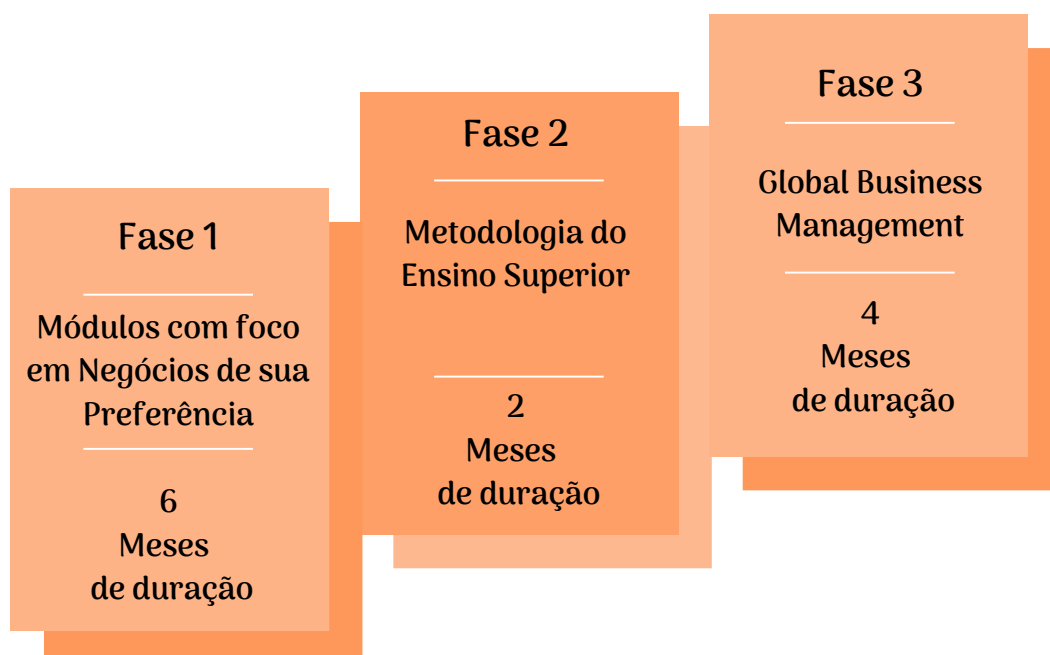 Fase 1
Módulos com foco
em Negócios de sua
Preferência
6
Meses
de duração
Fase 2
Metodologia do
Ensino Superior
2
Meses
de duração
Fase 3
Global Business
Management
4
Meses
de duração